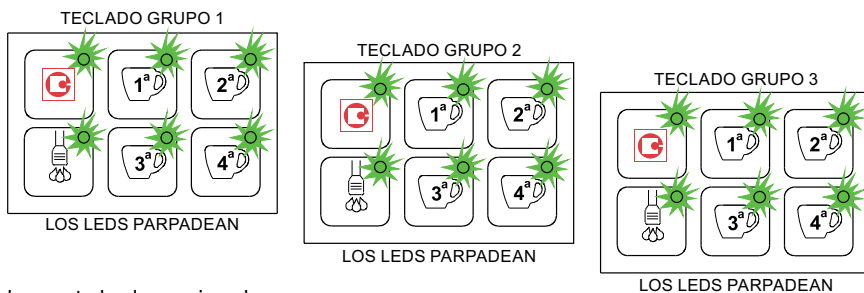 TECLADO GRUPO 1
1ª 2ª
3ª 4ª
LOS LEDS PARPADEAN
TECLADO GRUPO 2
1ª 2ª
3ª 4ª
LOS LEDS PARPADEAN
TECLADO GRUPO 3
1ª 2ª
3ª 4ª
LOS LEDS PARPADEAN